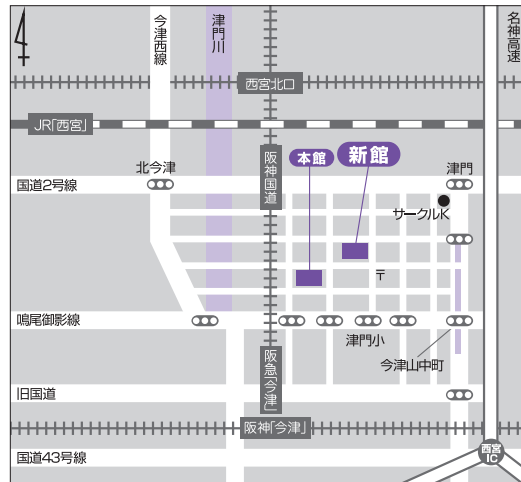 今津西線
津門川
名神高速
西宮北口
JR「西宮」
阪神国道
本館
新館
北今津
津門
国道2号線
サークルK
〒
鳴尾御影線
津門小
今津山中町
阪急「今津」
旧国道
阪神「今津」
国道43号線
西宮
IC